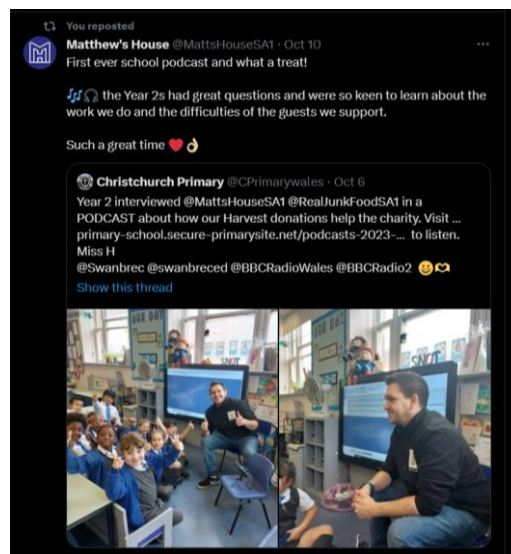 You reposted
Matthew's House @MattsHouseSA1 · Oct 10
First ever school podcast and what a treat!
🎶🎧 the Year 2s had great questions and were so keen to learn about the
work we do and the difficulties of the guests we support.
Such a great time ❤️👌🏻
Christchurch Primary @CPrimarywales · Oct 6
Year 2 interviewed @MattsHouseSA1 @RealJunkFoodSA1 in a
PODCAST about how our Harvest donations help the charity. Visit ...
primary-school.secure-primarysite.net/podcasts-2023-... to listen.
Miss H
@Swanbrec @swanbreced @BBCRadioWales @BBCRadio2 😀🫶
Show this thread
OUR DAY
SNOT
SNOT